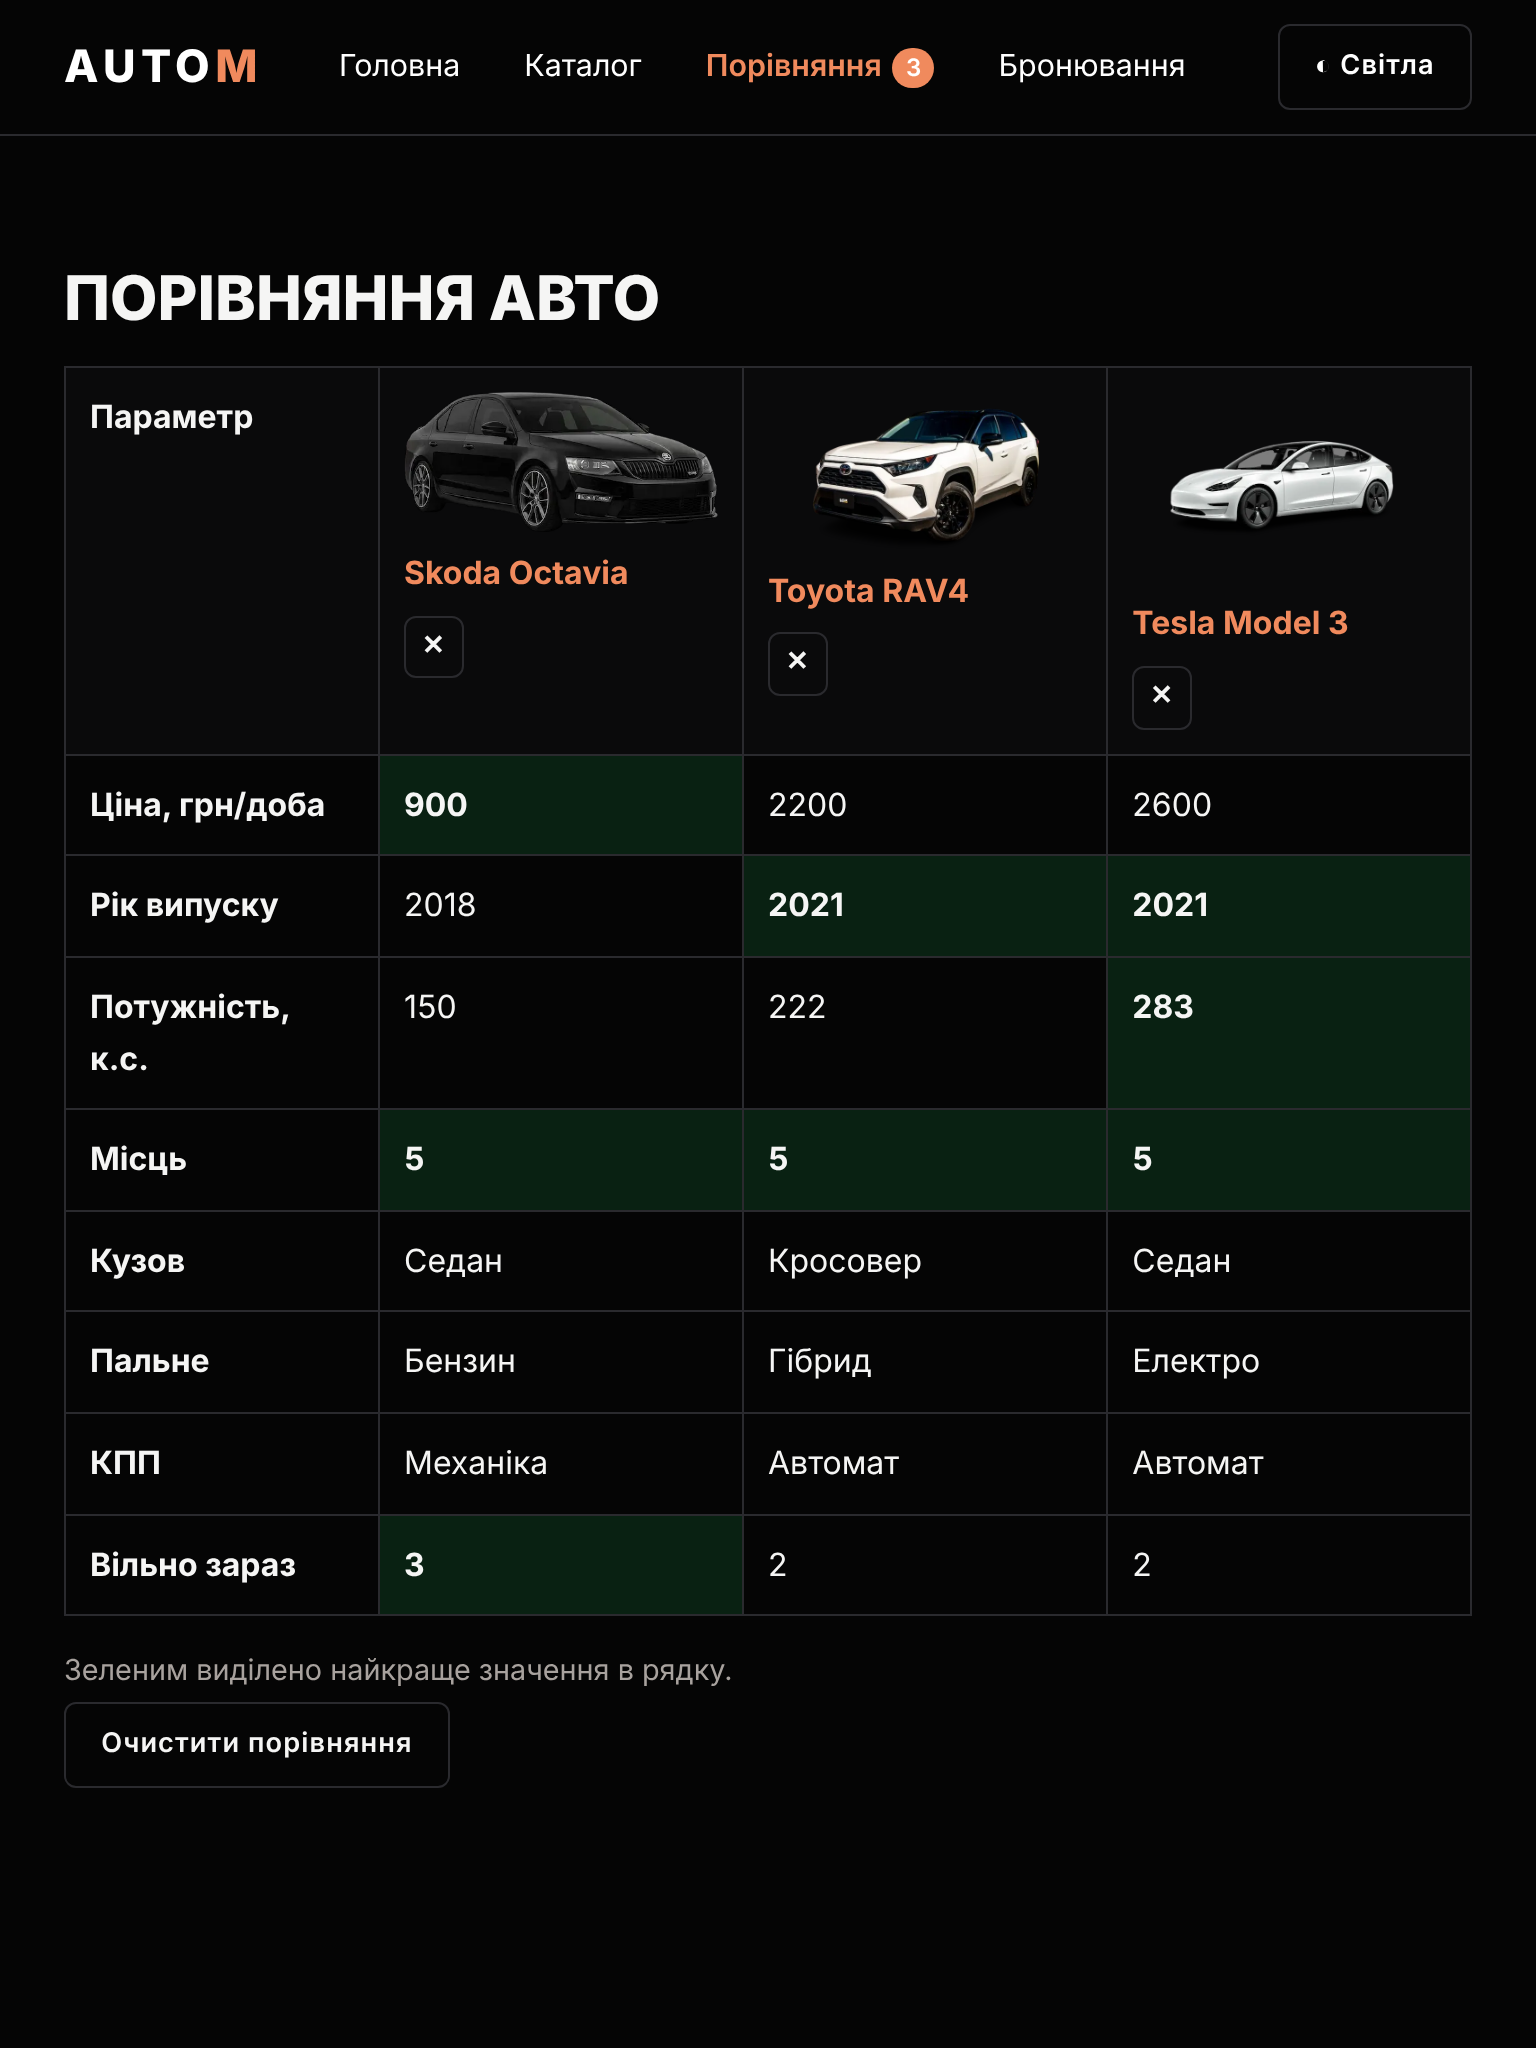 AUTOM Головна Каталог Порівняння 3 Бронювання Світла
ПОРІВНЯННЯ АВТО
Параметр
Skoda Octavia
Toyota RAV4
Tesla Model 3
✕ ✕ ✕
Ціна, грн/доба 900 2200 2600
Рік випуску 2018 2021 2021
Потужність, 150 222 283
к.с.
Місць 5 5 5
Кузов Седан Кросовер Седан
Пальне Бензин Гібрид Електро
КПП Механіка Автомат Автомат
Вільно зараз 3 2 2
Зеленим виділено найкраще значення в рядку.
Очистити порівняння